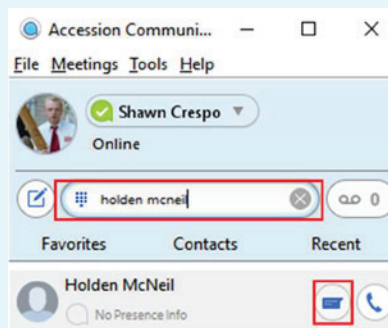 Accession Communi...
File Meetings Tools Help
Shawn Crespo
Online
holden mcneil
0
Favorites Contacts Recent
Holden McNeil
No Presence Info